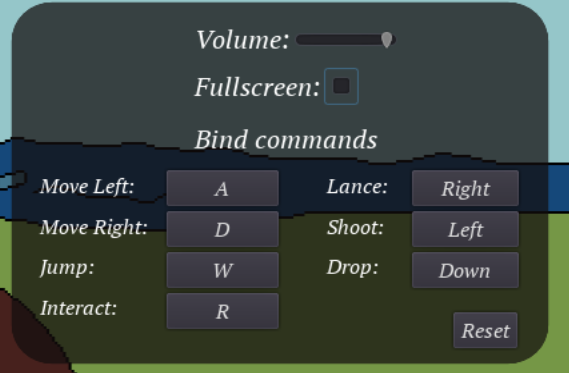 Volume:
Fullscreen:
Bind commands
Move Left: A
Lance: Right
Move Right: D
Shoot: Left
Jump: W
Drop: Down
Interact: R
Reset